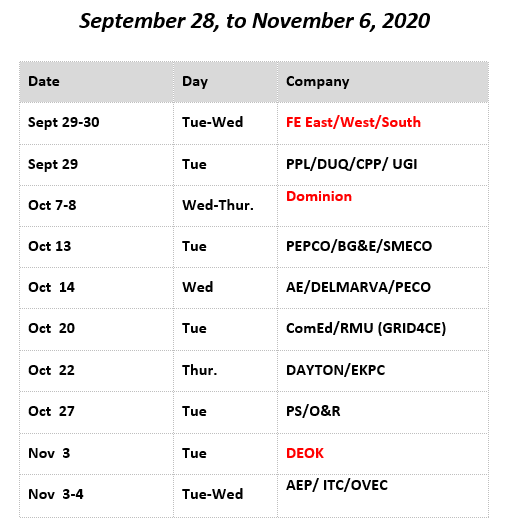 September 28, to November 6, 2020
Date Day Company
Sept 29-30 Tue-Wed FE East/West/South
Sept 29 Tue PPL/DUQ/CPP/ UGI
Oct 7-8 Wed-Thur. Dominion
Oct 13 Tue PEPCO/BG&E/SMECO
Oct  14 Wed AE/DELMARVA/PECO
Oct  20 Tue ComEd/RMU (GRID4CE)
Oct  22 Thur. DAYTON/EKPC
Oct  27 Tue PS/O&R
Nov  3 Tue DEOK
Nov  3-4 Tue-Wed AEP/ ITC/OVEC